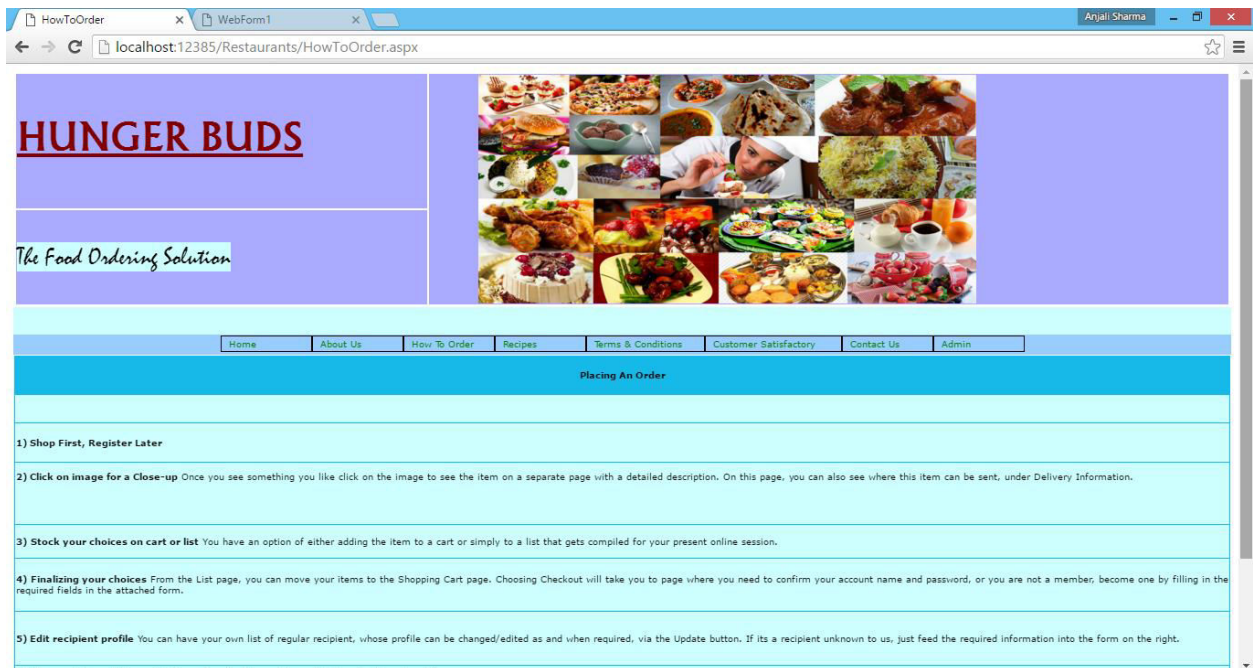 HowToOrder
WebForm1
Anjali Sharma
localhost:12385/Restaurants/HowToOrder.aspx
HUNGER BUDS
The Food Ordering Solution
Home About Us How To Order Recipes Terms & Conditions Customer Satisfactory Contact Us Admin
Placing An Order
1) Shop First, Register Later
2) Click on image for a Close-up Once you see something you like click on the image to see the item on a separate page with a detailed description. On this page, you can also see where this item can be sent, under Delivery Information.
3) Stock your choices on cart or list You have an option of either adding the item to a cart or simply to a list that gets compiled for your present online session.
4) Finalizing your choices From the List page, you can move your items to the Shopping Cart page. Choosing Checkout will take you to page where you need to confirm your account name and password, or you are not a member, become one by filling in the
required fields in the attached form.
5) Edit recipient profile You can have your own list of regular recipient, whose profile can be changed/edited as and when required, via the Update button. If its a recipient unknown to us, just feed the required information into the form on the right.